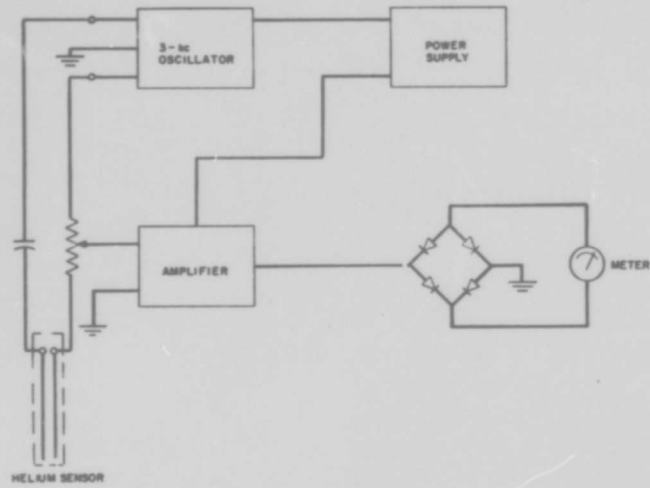 3-kc
OSCILLATOR
POWER
SUPPLY
AMPLIFIER
METER
HELIUM SENSOR